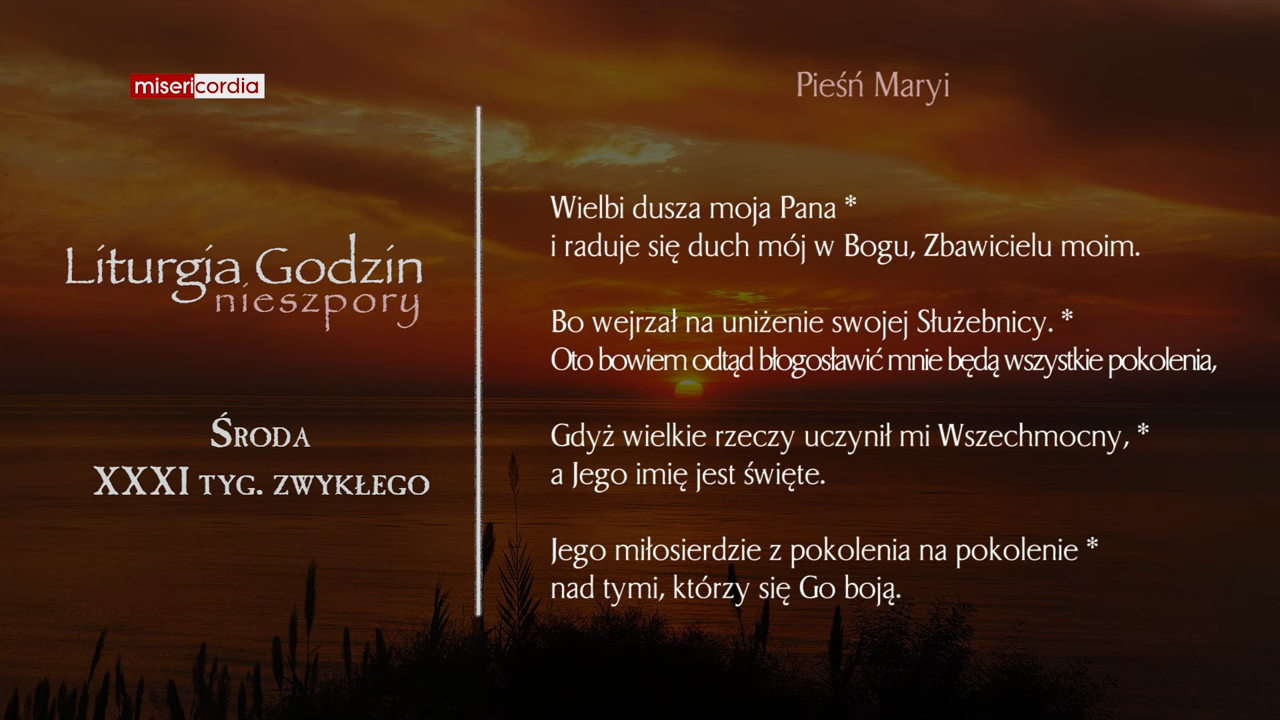 misericordia
Liturgia Godzin
nieszpory
Środa
XXXI tyg. zwykłego
Pieśń Maryi
Wielbi dusza moja Pana *
i raduje się duch mój w Bogu, Zbawicielu moim.
Bo wejrzał na uniżenie swojej Służebnicy. *
Oto bowiem odtąd błogosławić mnie będą wszystkie pokolenia,
Gdyż wielkie rzeczy uczynił mi Wszechmocny, *
a Jego imię jest święte.
Jego miłosierdzie z pokolenia na pokolenie *
nad tymi, którzy się Go boją.